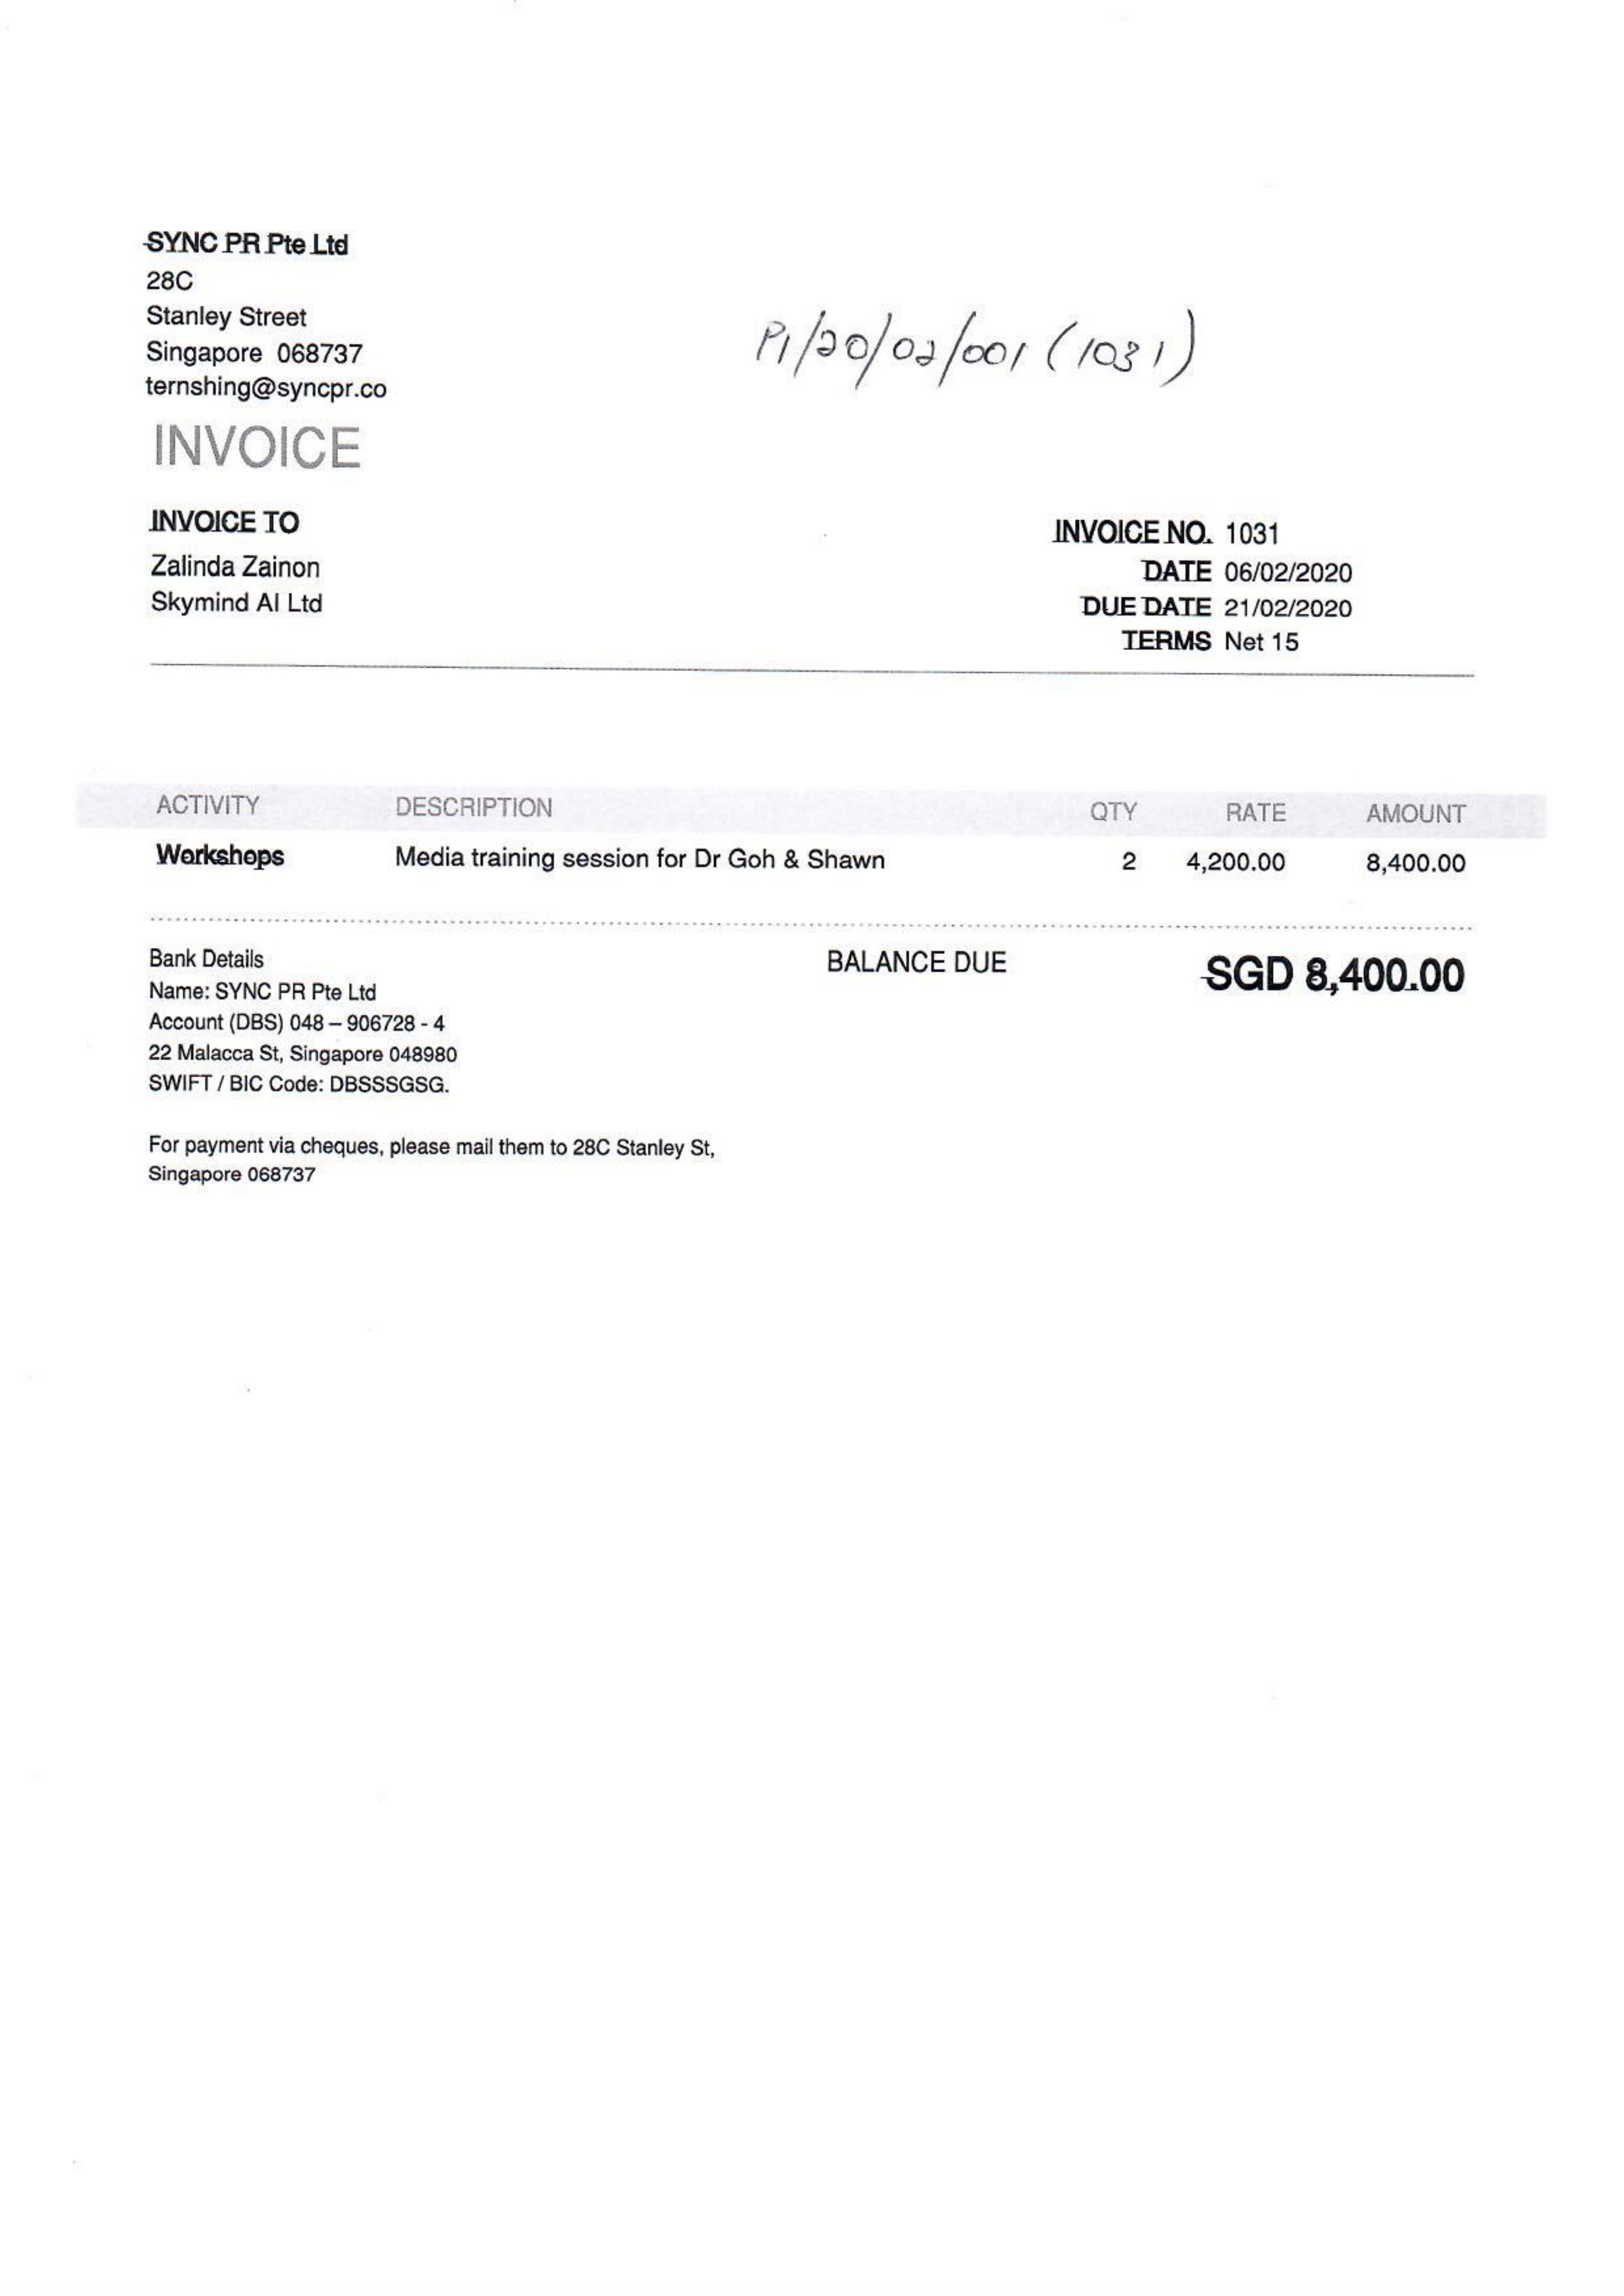 SYNC PR Pte Ltd
28C
Stanley Street
Singapore 068737
ternshing@syncpr.co
PI/20/02/001 (1031)
INVOICE
INVOICE TO
Zalinda Zainon
Skymind AI Ltd
INVOICE NO. 1031
DATE 06/02/2020
DUE DATE 21/02/2020
TERMS Net 15
ACTIVITY DESCRIPTION QTY RATE AMOUNT
Workshops Media training session for Dr Goh & Shawn 2 4,200.00 8,400.00
BALANCE DUE SGD 8,400.00
Bank Details
Name: SYNC PR Pte Ltd
Account (DBS) 048 – 906728 - 4
22 Malacca St, Singapore 048980
SWIFT / BIC Code: DBSSSGSG.
For payment via cheques, please mail them to 28C Stanley St,
Singapore 068737